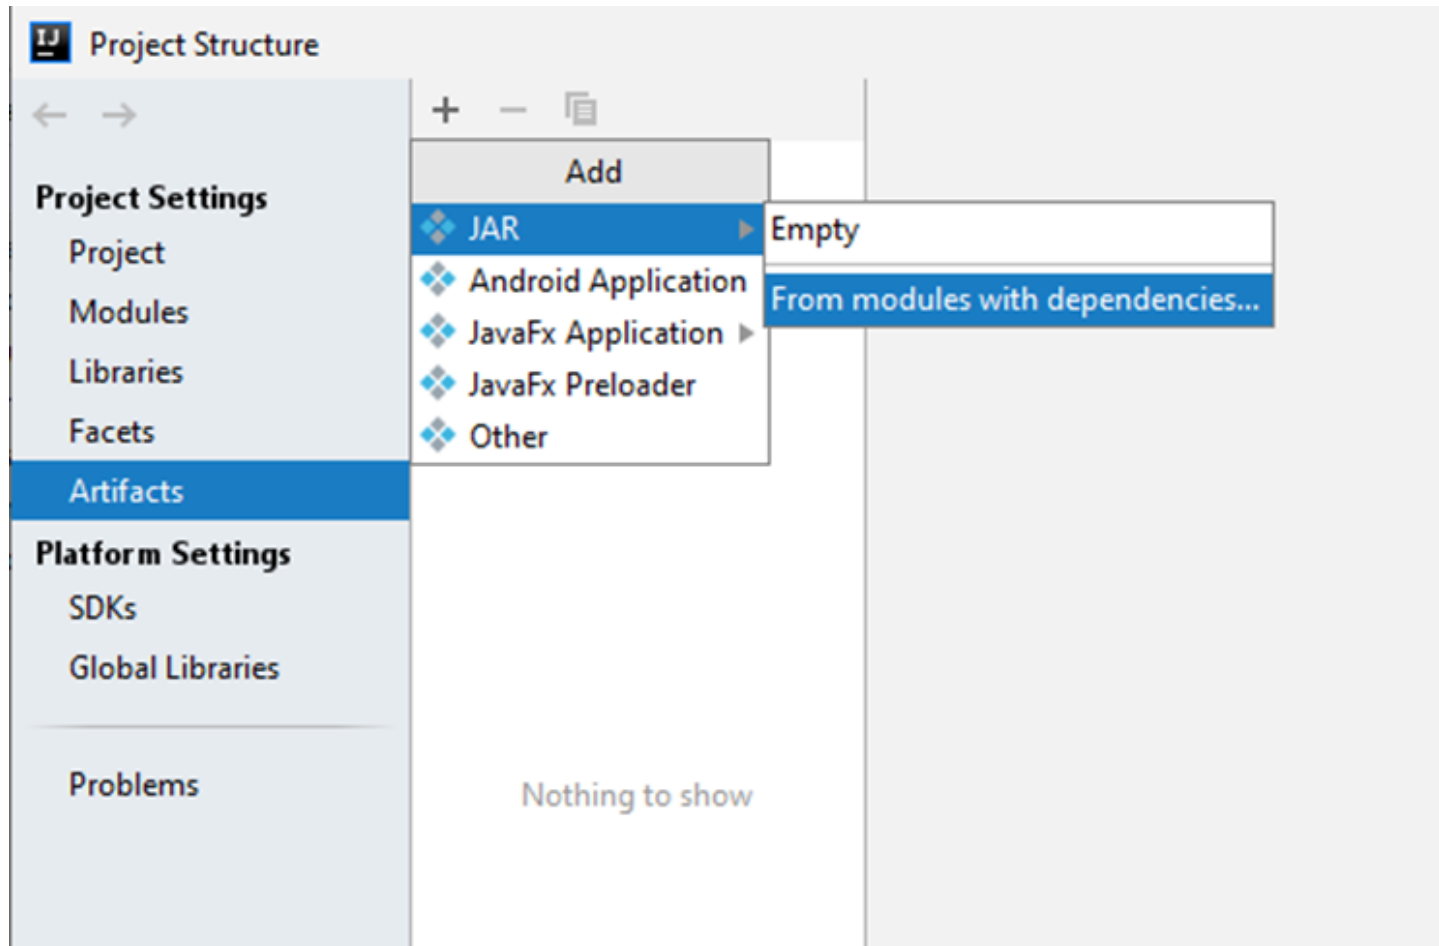 IJ
Project Structure
Project Settings
Project
Modules
Libraries
Facets
Artifacts
Platform Settings
SDKs
Global Libraries
Problems
Add
JAR
Android Application
JavaFx Application
JavaFx Preloader
Other
Empty
From modules with dependencies...
Nothing to show